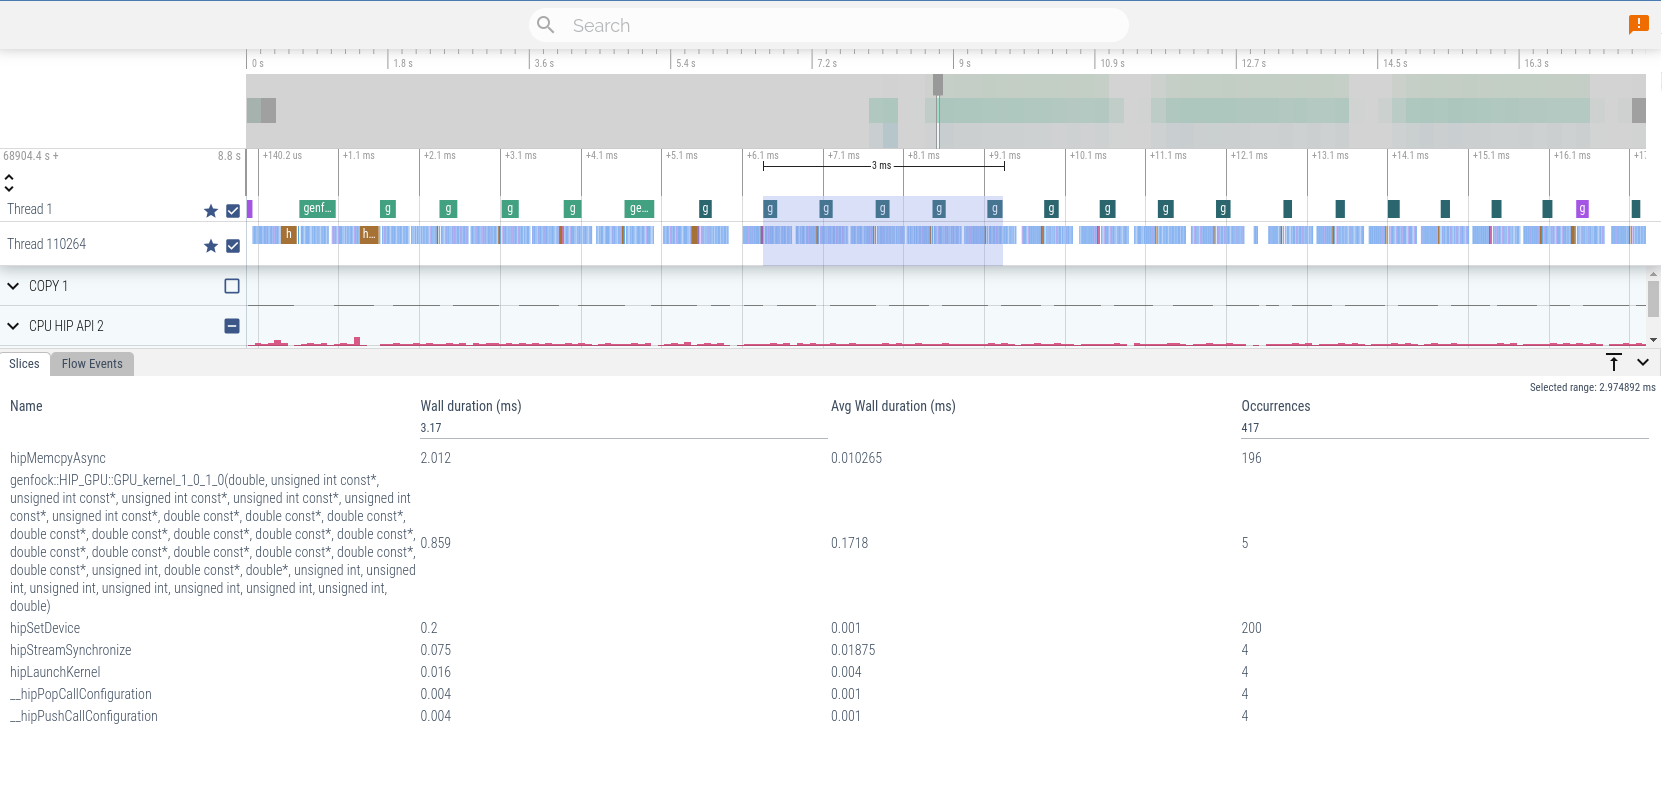 Search
0 s 1.8 s 3.6 s 5.4 s 7.2 s 9 s 10.9 s 12.7 s 14.5 s 16.3 s
68904.4 s + 8.8 s +140.2 us +1.1 ms +2.1 ms +3.1 ms +4.1 ms +5.1 ms +6.1 ms +7.1 ms +8.1 ms +9.1 ms +10.1 ms +11.1 ms +12.1 ms +13.1 ms +14.1 ms +15.1 ms +16.1 ms +17
3 ms
Thread 1 genf... g g g g ge... g g g g g g g g g g g
Thread 110264 h h...
COPY 1
CPU HIP API 2
Slices Flow Events
Selected range: 2.974892 ms
Name Wall duration (ms) Avg Wall duration (ms) Occurrences
3.17 417
hipMemcpyAsync 2.012 0.010265 196
genfock::HIP_GPU::GPU_kernel_1_0_1_0(double, unsigned int const*,
unsigned int const*, unsigned int const*, unsigned int const*, unsigned int
const*, unsigned int const*, double const*, double const*, double const*,
double const*, double const*, double const*, double const*, double const*,
double const*, double const*, double const*, double const*, double const*,
double const*, unsigned int, double const*, double*, unsigned int, unsigned
int, unsigned int, unsigned int, unsigned int, unsigned int, unsigned int,
double)
0.859 0.1718 5
hipSetDevice 0.2 0.001 200
hipStreamSynchronize 0.075 0.01875 4
hipLaunchKernel 0.016 0.004 4
__hipPopCallConfiguration 0.004 0.001 4
__hipPushCallConfiguration 0.004 0.001 4